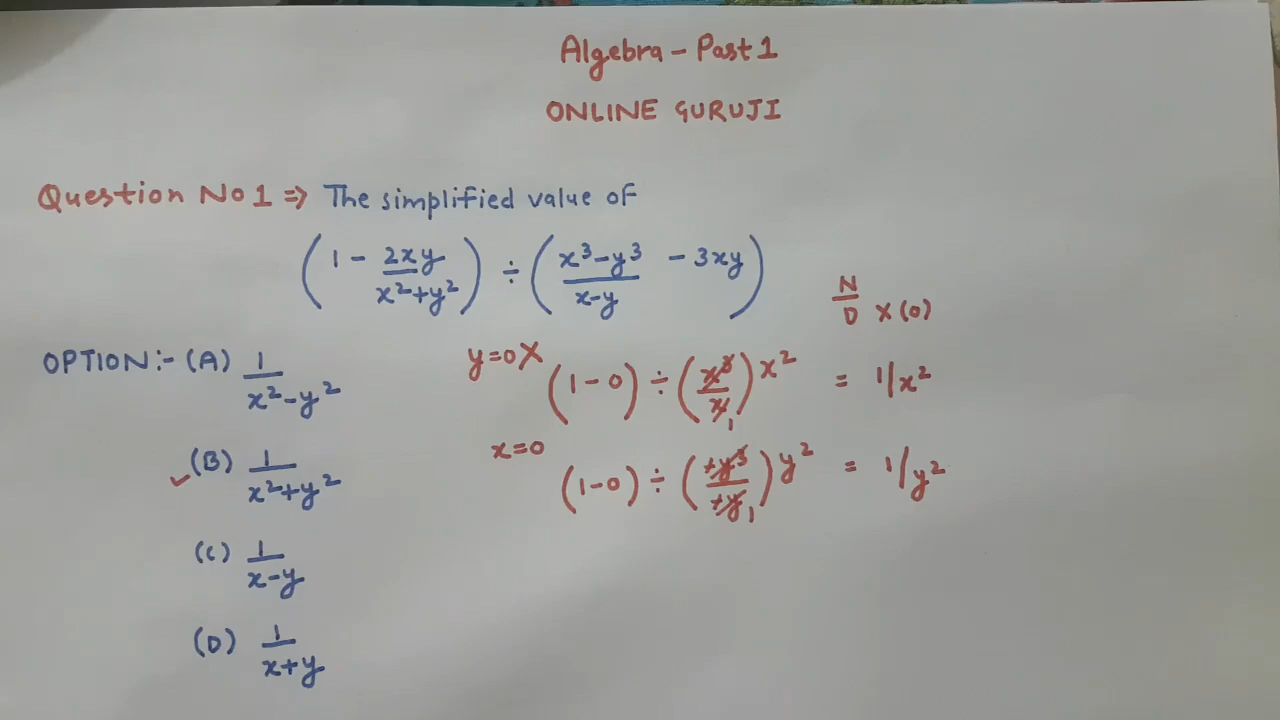 Algebra - Past 1
ONLINE GURUJI
Question No 1 ⇒ The simplified value of
(1 - 2xy/(x²+y²)) ÷ ((x³-y³)/(x-y) - 3xy)
N/D X (0)
OPTION:- (A) 1/(x²-y²)
y=0 X (1-0) ÷ (x³/x 1) x² = 1/x²
x=0
(B) 1/(x²+y²)
(1-0) ÷ (+y³/+y 1) y² = 1/y²
(C) 1/(x-y)
(D) 1/(x+y)